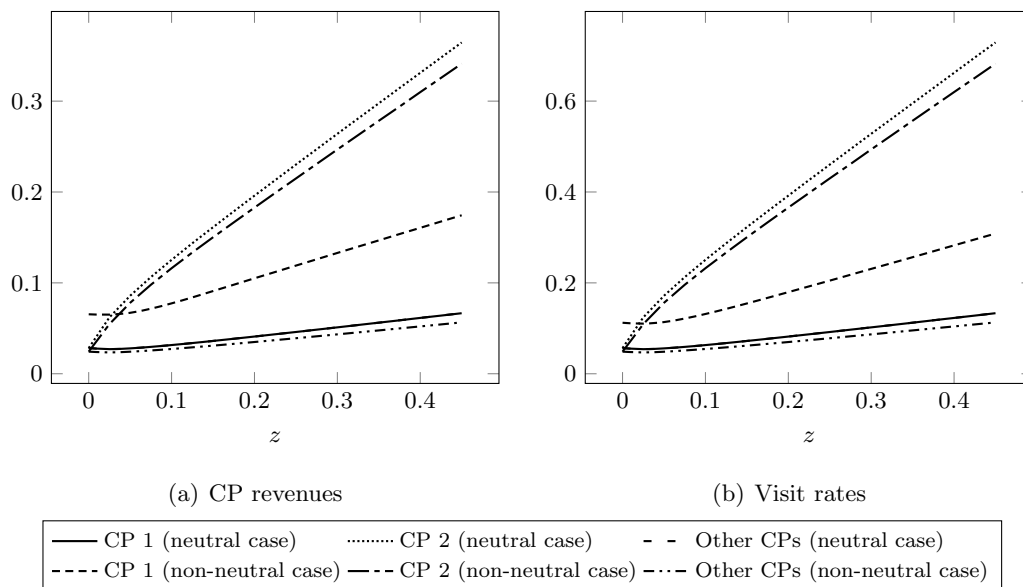 0.3
0.2
0.1
0
0 0.1 0.2 0.3 0.4
z
(a) CP revenues
0.6
0.4
0.2
0
0 0.1 0.2 0.3 0.4
z
(b) Visit rates
CP 1 (neutral case) CP 2 (neutral case) Other CPs (neutral case)
CP 1 (non-neutral case) CP 2 (non-neutral case) Other CPs (non-neutral case)